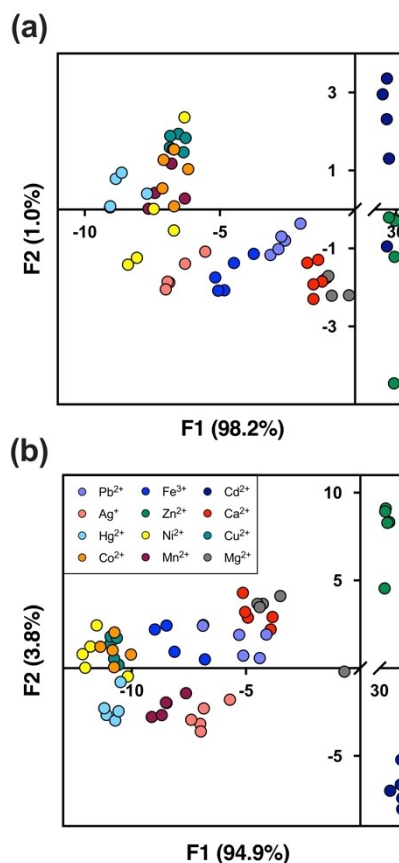 (a)
3
1
-10
-5
30
-1
-3
F2 (1.0%)
F1 (98.2%)
(b)
Pb²⁺ Fe³⁺ Cd²⁺
Ag⁺ Zn²⁺ Ca²⁺
Hg²⁺ Ni²⁺ Cu²⁺
Co²⁺ Mn²⁺ Mg²⁺
10
5
-10
-5
30
-5
F2 (3.8%)
F1 (94.9%)